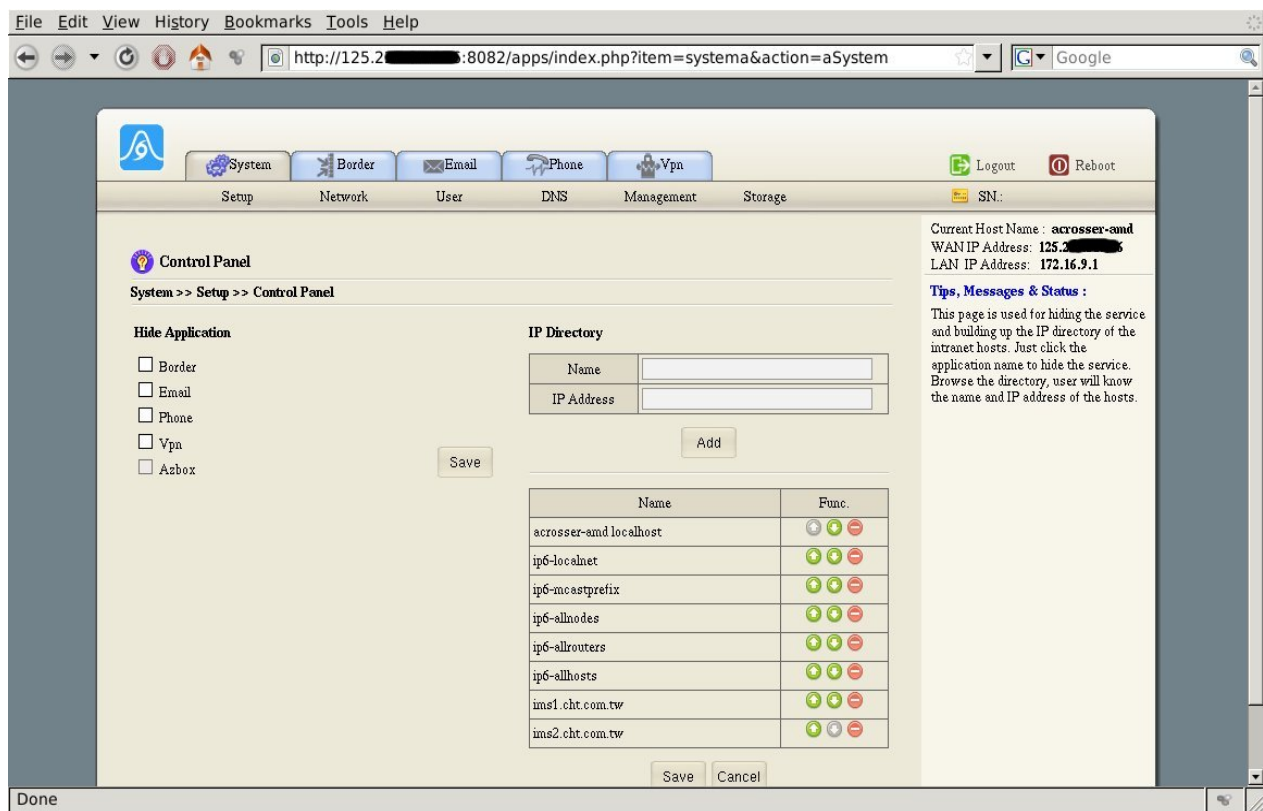 File Edit View History Bookmarks Tools Help
http://125.2 :8082/apps/index.php?item=systema&action=aSystem
Google
System Border Email Phone Vpn
Logout Reboot
Setup Network User DNS Management Storage
SN.:
Current Host Name : acrosser-amd
WAN IP Address: 125.2
LAN IP Address: 172.16.9.1
Control Panel
System >> Setup >> Control Panel
Hide Application
Border
Email
Phone
Vpn
Azbox
Save
IP Directory
Name
IP Address
Add
Name Func.
acrosser-amd localhost
ip6-localnet
ip6-mcastprefix
ip6-allnodes
ip6-allrouters
ip6-allhosts
ims1.cht.com.tw
ims2.cht.com.tw
Save Cancel
Tips, Messages & Status :
This page is used for hiding the service
and building up the IP directory of the
intranet hosts. Just click the
application name to hide the service.
Browse the directory, user will know
the name and IP address of the hosts.
Done